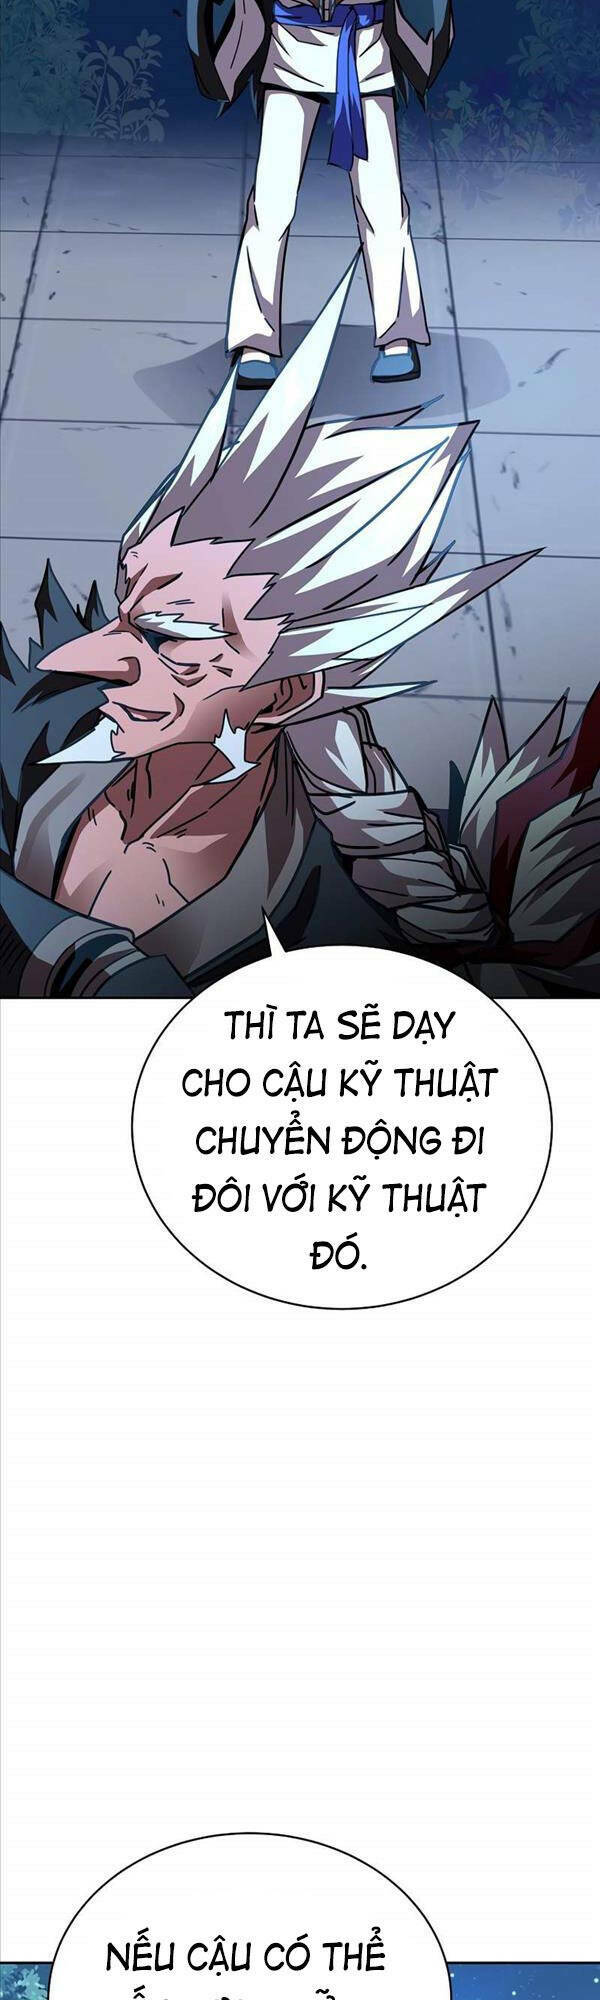 THÌ TA SẼ DẠY
CHO CẬU KỸ THUẬT
CHUYỂN ĐỘNG ĐI
ĐÔI VỚI KỸ THUẬT
ĐÓ.
NẾU CẬU CÓ THỂ